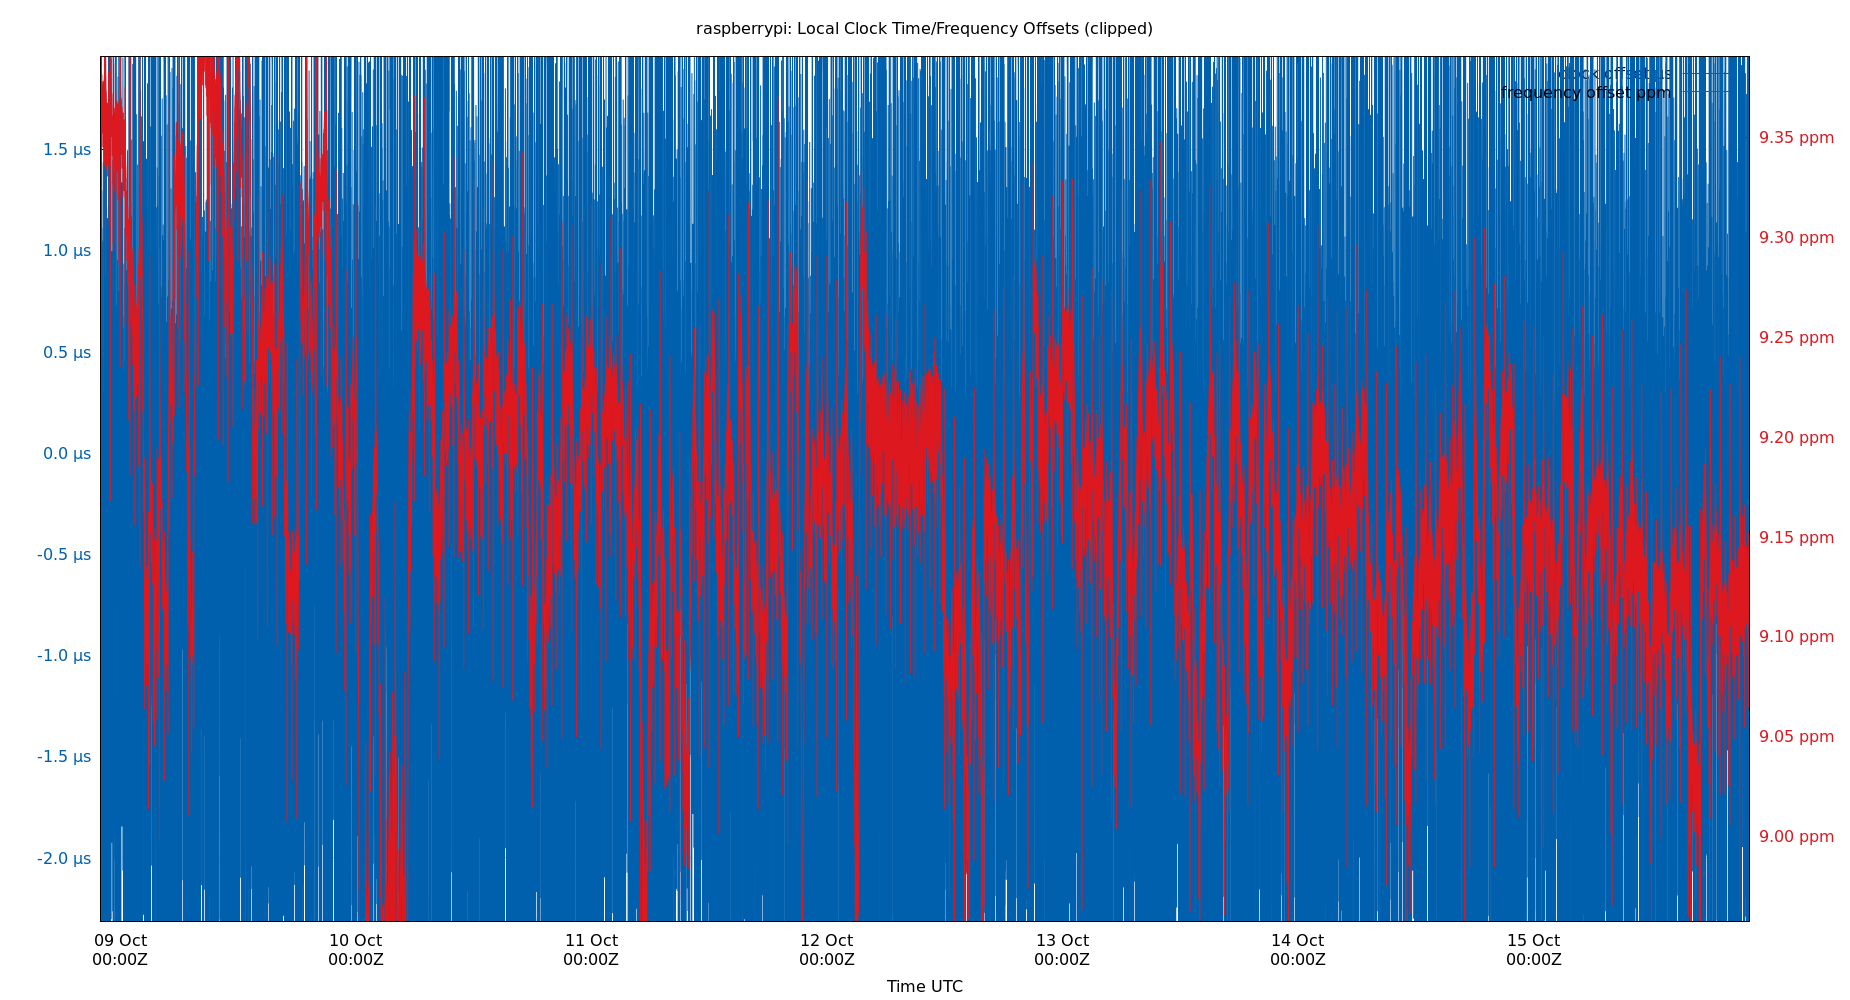 raspberrypi: Local Clock Time/Frequency Offsets (clipped)
clock offset µs
frequency offset ppm
1.5 µs
1.0 µs
0.5 µs
0.0 µs
-0.5 µs
-1.0 µs
-1.5 µs
-2.0 µs
9.35 ppm
9.30 ppm
9.25 ppm
9.20 ppm
9.15 ppm
9.10 ppm
9.05 ppm
9.00 ppm
09 Oct 10 Oct 11 Oct 12 Oct 13 Oct 14 Oct 15 Oct
00:00Z 00:00Z 00:00Z 00:00Z 00:00Z 00:00Z 00:00Z
Time UTC